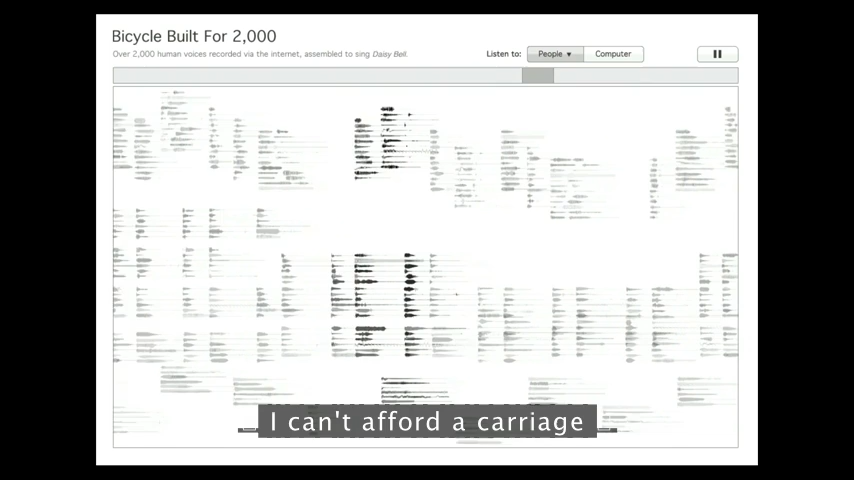 Bicycle Built For 2,000
Over 2,000 human voices recorded via the internet, assembled to sing Daisy Bell.
Listen to: People ▾ Computer
I can't afford a carriage